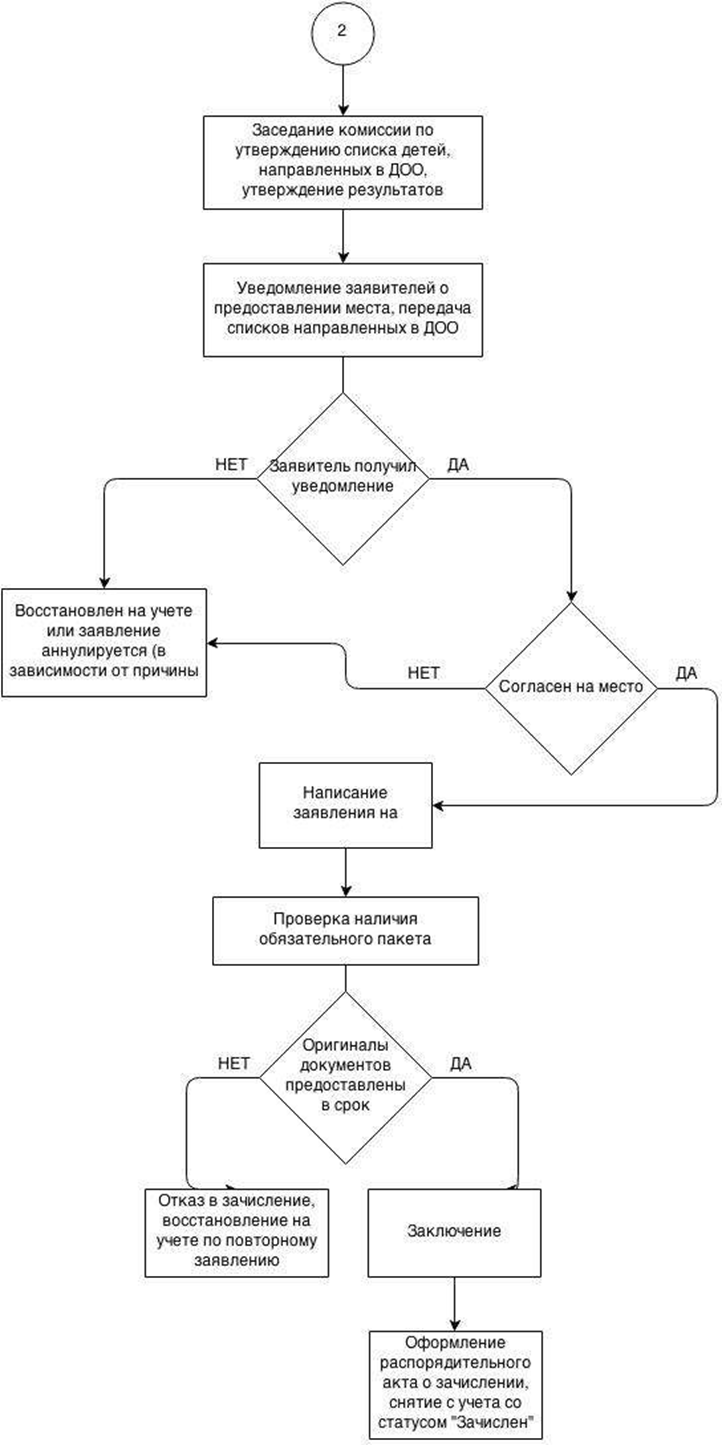 2
Заседание комиссии по
утверждению списка детей,
направленных в ДОО,
утверждение результатов
Уведомление заявителей о
предоставлении места, передача
списков направленных в ДОО
НЕТ
Заявитель получил
уведомление
ДА
Восстановлен на учете
или заявление
аннулируется (в
зависимости от причины
НЕТ
Согласен на место
ДА
Написание
заявления на
Проверка наличия
обязательного пакета
НЕТ
Оригиналы
документов
предоставлены
в срок
ДА
Отказ в зачисление,
восстановление на
учете по повторному
заявлению
Заключение
Оформление
распорядительного
акта о зачислении,
снятие с учета со
статусом "Зачислен"